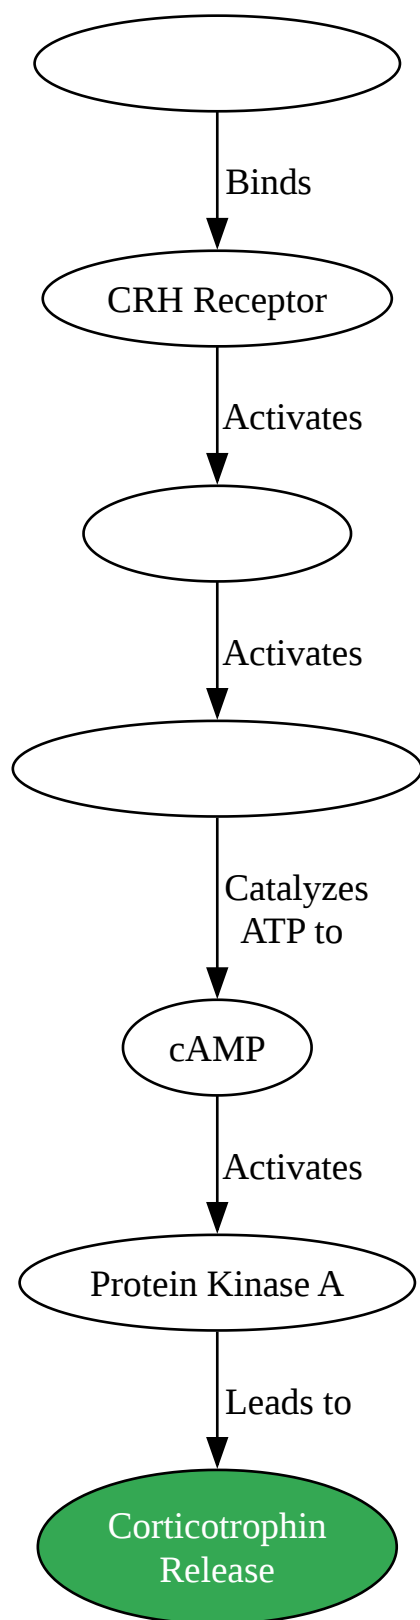 Binds
CRH Receptor
Activates
Activates
Catalyzes
ATP to
cAMP
Activates
Protein Kinase A
Leads to
Corticotrophin
Release